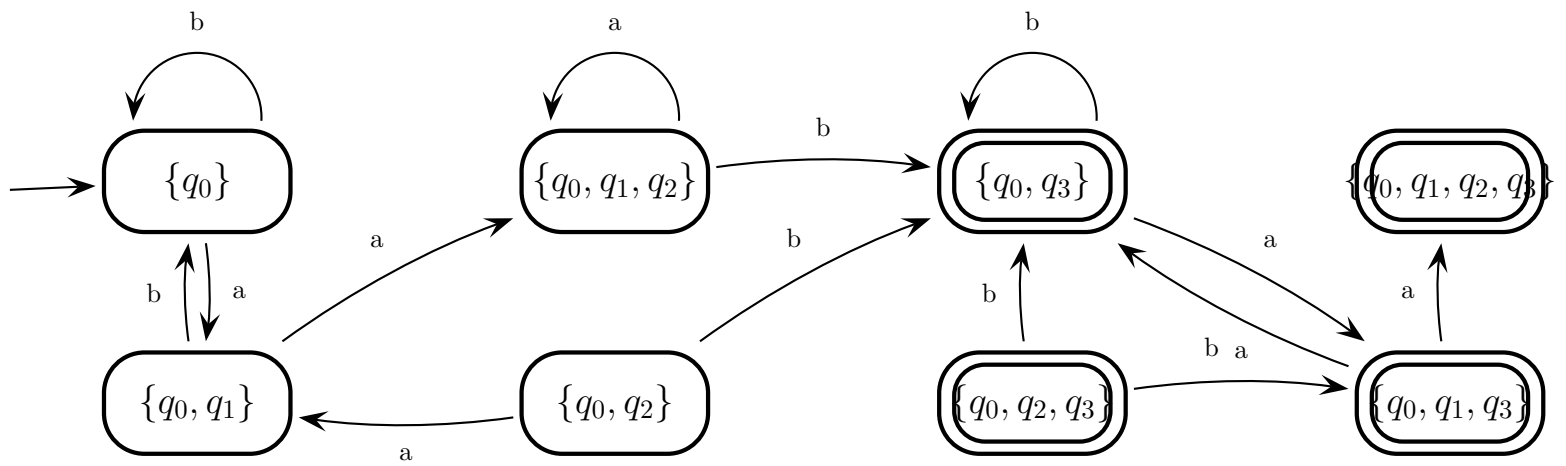 b a b
b
{q₀} {q₀, q₁, q₂} {q₀, q₃} {q₀, q₁, q₂, q₃}
a b a
b a b a
b a
{q₀, q₁} {q₀, q₂} {q₀, q₂, q₃} {q₀, q₁, q₃}
a